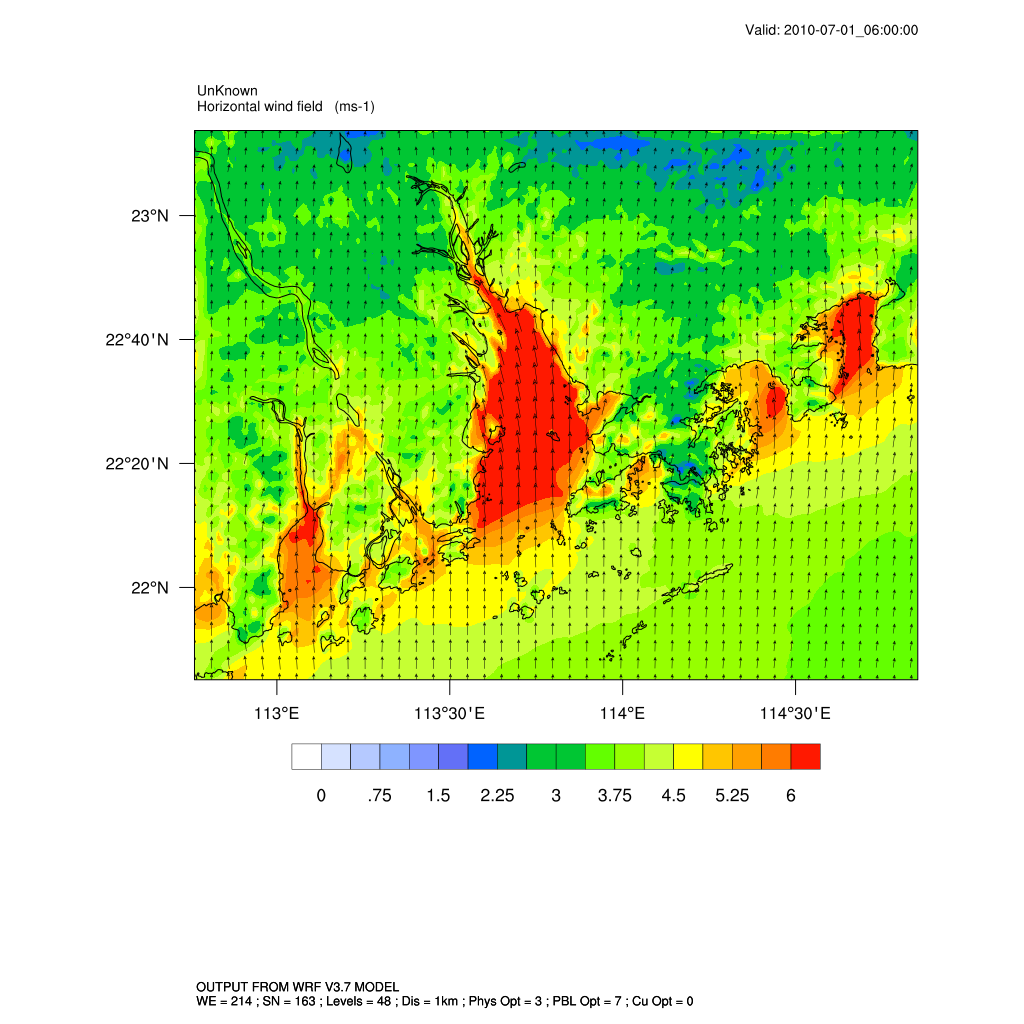 Valid: 2010-07-01_06:00:00
UnKnown
Horizontal wind field (ms-1)
23°N
22°40'N
22°20'N
22°N
113°E
113°30'E
114°E
114°30'E
0
.75
1.5
2.25
3
3.75
4.5
5.25
6
OUTPUT FROM WRF V3.7 MODEL
WE = 214 ; SN = 163 ; Levels = 48 ; Dis = 1km ; Phys Opt = 3 ; PBL Opt = 7 ; Cu Opt = 0